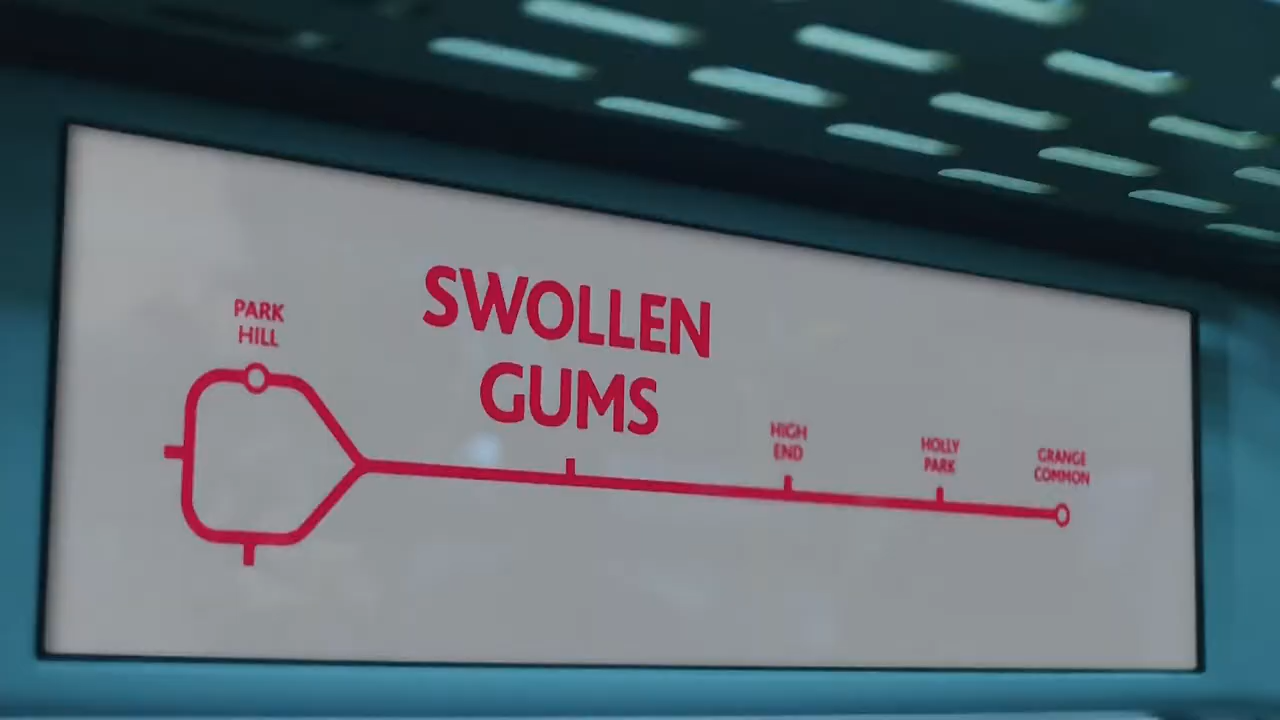 PARK
HILL
SWOLLEN
GUMS
HIGH
END
HOLLY
PARK
GRANGE
COMMON